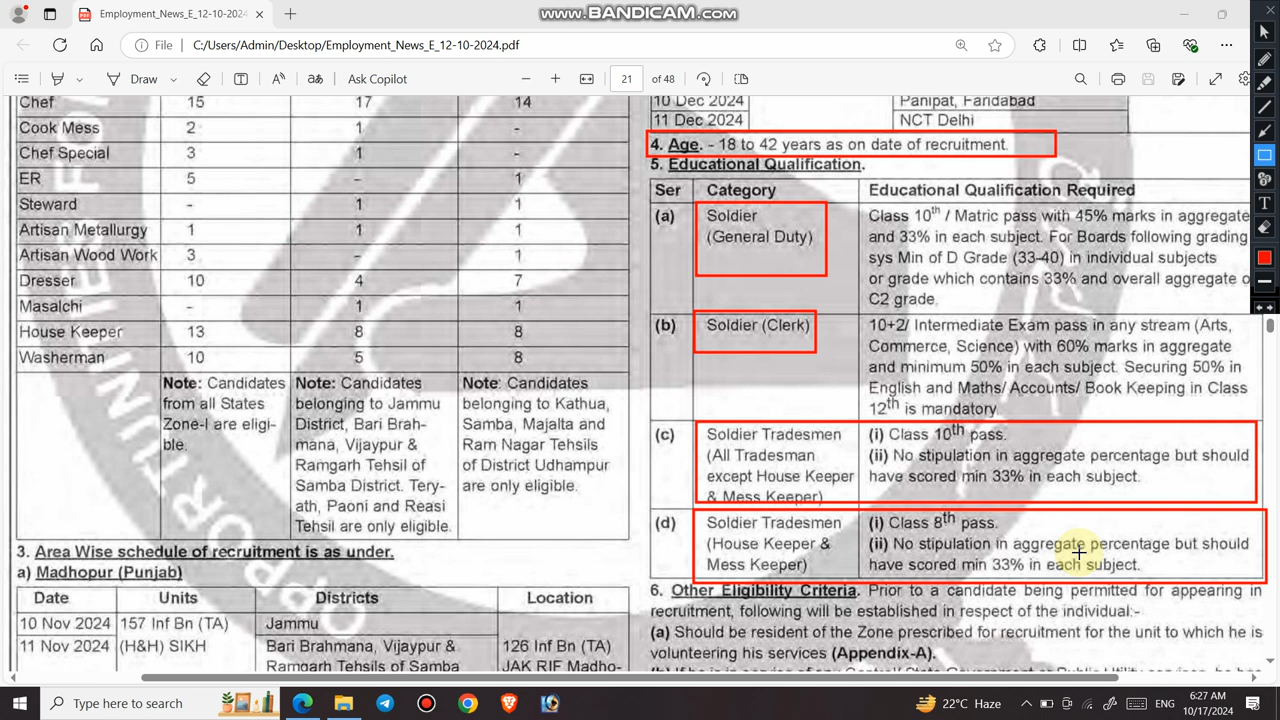 Employment_News_E_12-10-2024
www.BANDICAM.com
File
C:/Users/Admin/Desktop/Employment_News_E_12-10-2024.pdf
Draw
Ask Copilot
21 of 48
Chef 15 17 14
Cook Mess 2 1 -
Chef Special 3 1 -
ER 5 - 1
Steward - 1 1
Artisan Metallurgy 1 1 1
Artisan Wood Work 3 - 1
Dresser 10 4 7
Masalchi - 1 1
House Keeper 13 8 8
Washerman 10 5 8
Note: Candidates
from all States
Zone-I are eligi-
ble.
Note: Candidates
belonging to Jammu
District, Bari Brah-
mana, Vijaypur &
Ramgarh Tehsil of
Samba District. Tery-
ath, Paoni and Reasi
Tehsil are only eligible.
Note: Candidates
belonging to Kathua,
Samba, Majalta and
Ram Nagar Tehsils
of District Udhampur
are only eligible.
3. Area Wise schedule of recruitment is as under.
a) Madhopur (Punjab)
Date Units Districts Location
10 Nov 2024 157 Inf Bn (TA) Jammu
11 Nov 2024 (H&H) SIKH Bari Brahmana, Vijaypur & 126 Inf Bn (TA)
Ramgarh Tehsils of Samba JAK RIF Madho-
10 Dec 2024 Panipat, Faridabad
11 Dec 2024 NCT Delhi
4. Age. - 18 to 42 years as on date of recruitment.
5. Educational Qualification.
Ser Category Educational Qualification Required
(a) Soldier
(General Duty)
Class 10th / Matric pass with 45% marks in aggregate
and 33% in each subject. For Boards following grading
sys Min of D Grade (33-40) in individual subjects
or grade which contains 33% and overall aggregate o
C2 grade.
(b) Soldier (Clerk)
10+2/ Intermediate Exam pass in any stream (Arts,
Commerce, Science) with 60% marks in aggregate
and minimum 50% in each subject. Securing 50% in
English and Maths/ Accounts/ Book Keeping in Class
12th is mandatory.
(c) Soldier Tradesmen
(All Tradesman
except House Keeper
& Mess Keeper)
(i) Class 10th pass.
(ii) No stipulation in aggregate percentage but should
have scored min 33% in each subject.
(d) Soldier Tradesmen
(House Keeper &
Mess Keeper)
(i) Class 8th pass.
(ii) No stipulation in aggregate percentage but should
have scored min 33% in each subject.
6. Other Eligibility Criteria. Prior to a candidate being permitted for appearing in
recruitment, following will be established in respect of the individual:-
(a) Should be resident of the Zone prescribed for recruitment for the unit to which he is
volunteering his services (Appendix-A).
Type here to search
22°C Haze
6:27 AM
10/17/2024